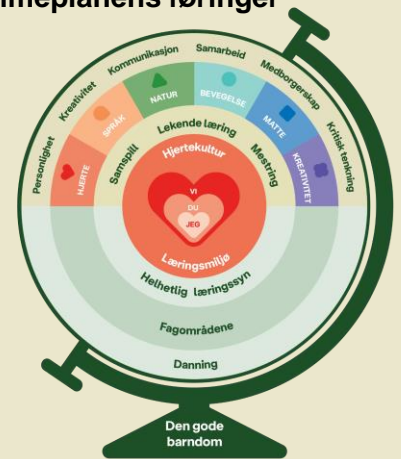 meplanens føringer
Personlighet
Kreativitet
Kommunikasjon
Samarbeid
Medborgerskap
Kritisk tenkning
HJERTE
SPRÅK
NATUR
BEVEGELSE
MATTE
KREATIVITET
Samspill
Lekende læring
Mestring
Hjertekultur
VI
DU
JEG
Læringsmiljø
Helhetlig læringssyn
Fagområdene
Danning
Den gode
barndom